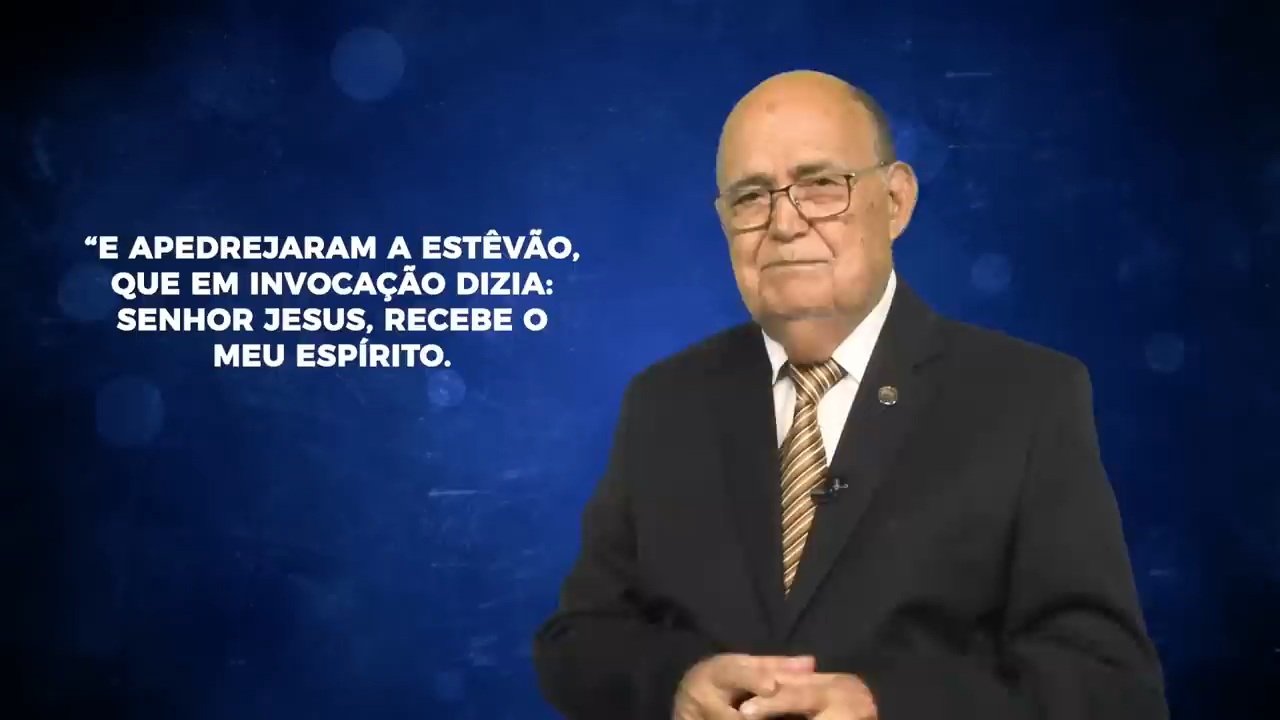 “E APEDREJARAM A ESTÊVÃO,
QUE EM INVOCAÇÃO DIZIA:
SENHOR JESUS, RECEBE O
MEU ESPÍRITO.